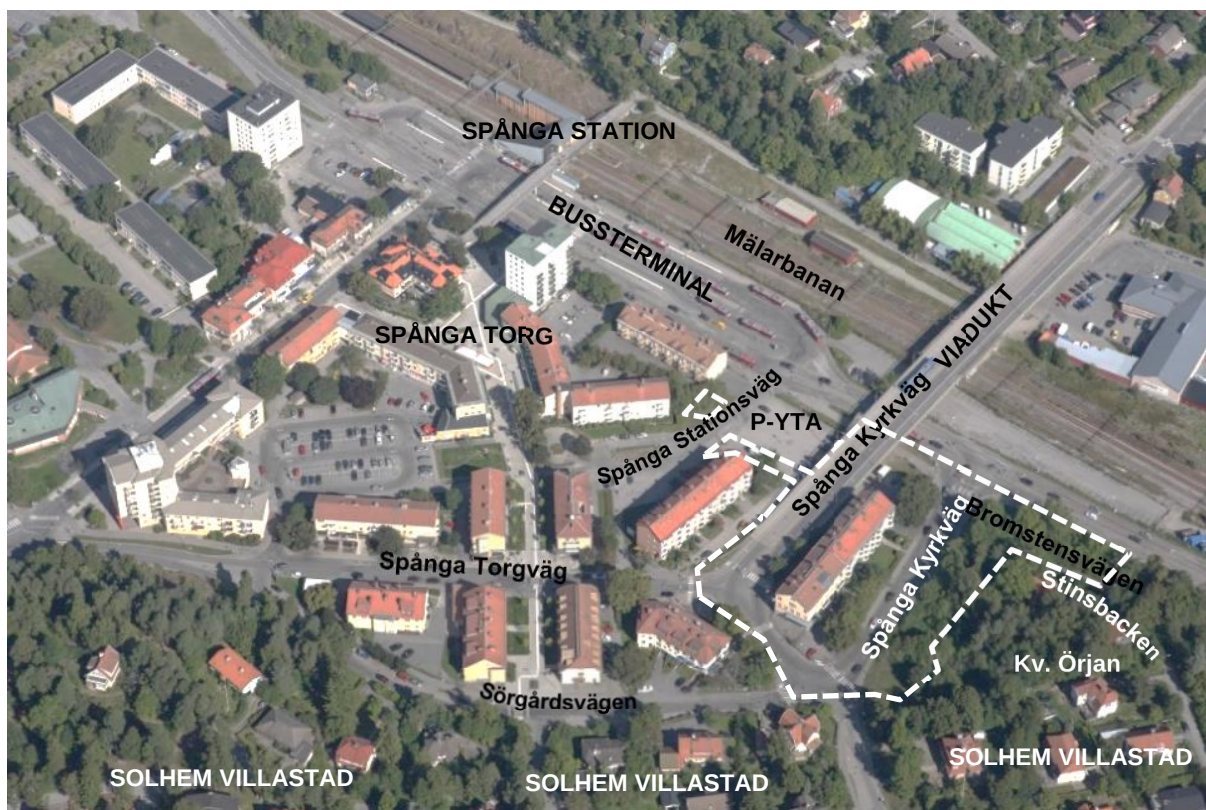 SPÅNGA STATION
BUSSTERMINAL
Mälarbanan
SPÅNGA TORG
Spånga Stationsväg
P-YTA
Spånga Kyrkväg VIADUKT
Spånga Kyrkväg
Bromstensvägen
Stinsbacken
Spånga Torgväg
Kv. Örjan
Sörgårdsvägen
SOLHEM VILLASTAD
SOLHEM VILLASTAD
SOLHEM VILLASTAD